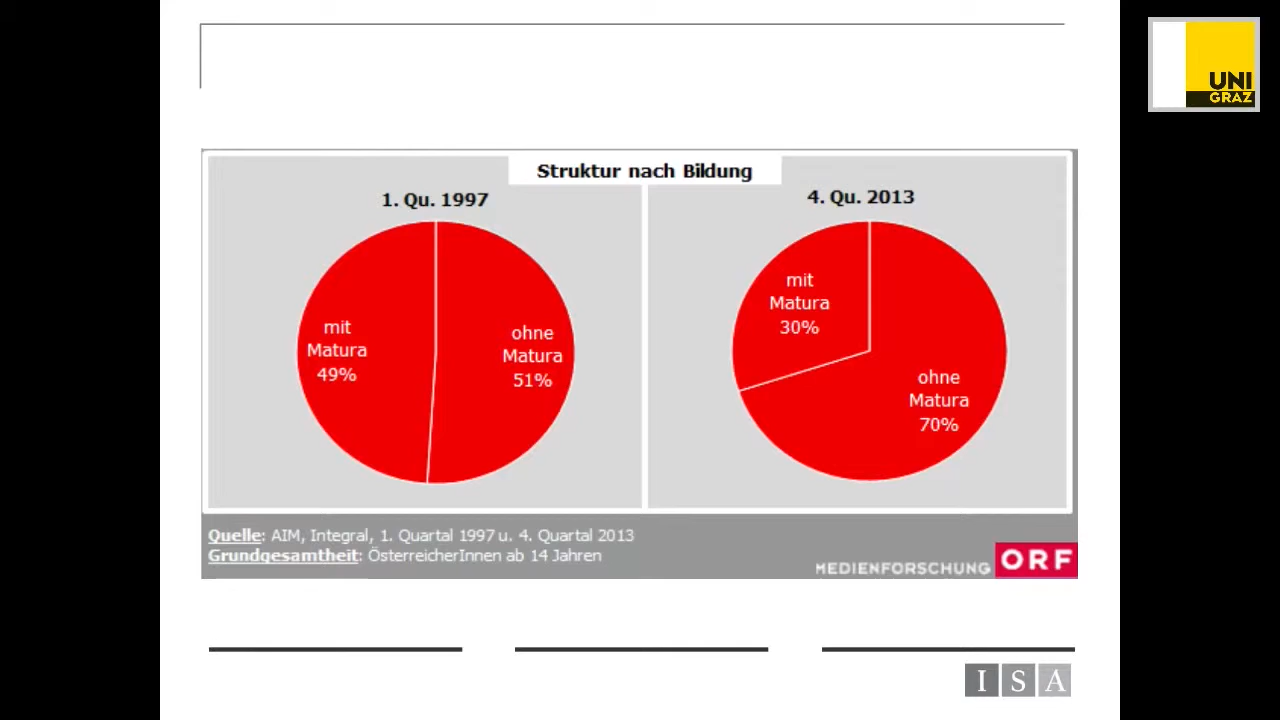 UNI
GRAZ
Struktur nach Bildung
1. Qu. 1997
4. Qu. 2013
mit
Matura
49%
ohne
Matura
51%
mit
Matura
30%
ohne
Matura
70%
Quelle: AIM, Integral, 1. Quartal 1997 u. 4. Quartal 2013
Grundgesamtheit: ÖsterreicherInnen ab 14 Jahren
MEDIENFORSCHUNG ORF
I S A